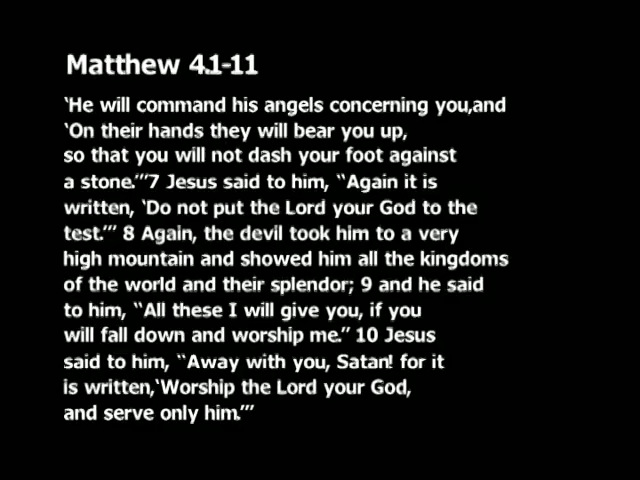 Matthew 4.1-11
‘He will command his angels concerning you,and
‘On their hands they will bear you up,
so that you will not dash your foot against
a stone.’”7 Jesus said to him, “Again it is
written, ‘Do not put the Lord your God to the
test.’” 8 Again, the devil took him to a very
high mountain and showed him all the kingdoms
of the world and their splendor; 9 and he said
to him, “All these I will give you, if you
will fall down and worship me.” 10 Jesus
said to him, “Away with you, Satan! for it
is written,‘Worship the Lord your God,
and serve only him.’”